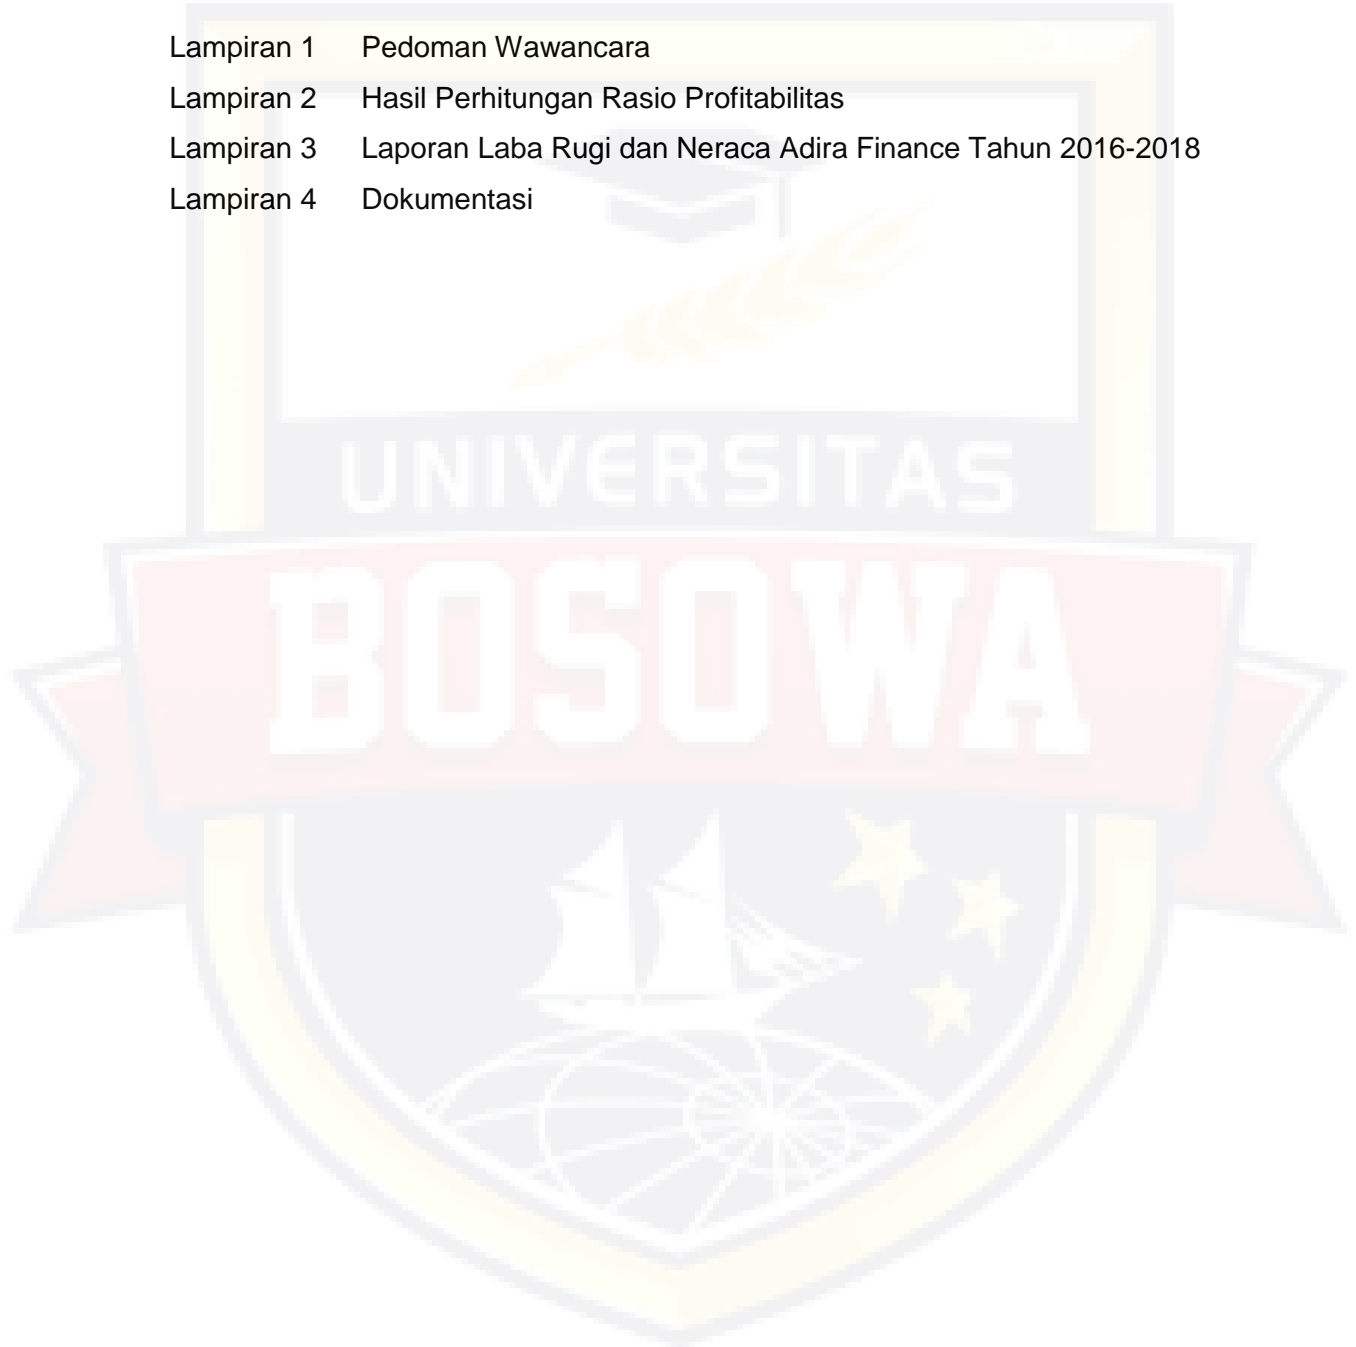 Lampiran 1 Pedoman Wawancara
Lampiran 2 Hasil Perhitungan Rasio Profitabilitas
Lampiran 3 Laporan Laba Rugi dan Neraca Adira Finance Tahun 2016-2018
Lampiran 4 Dokumentasi
UNIVERSITAS
BOSOWA